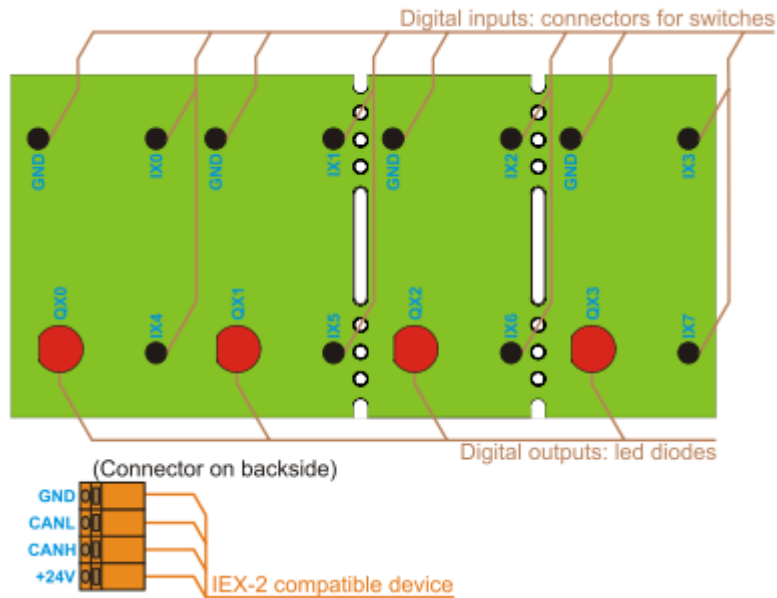 Digital inputs: connectors for switches
GND
IX0
GND
IX1
GND
IX2
GND
IX3
QX0
IX4
QX1
IX5
QX2
IX6
QX3
IX7
Digital outputs: led diodes
(Connector on backside)
GND
CANL
CANH
+24V
IEX-2 compatible device